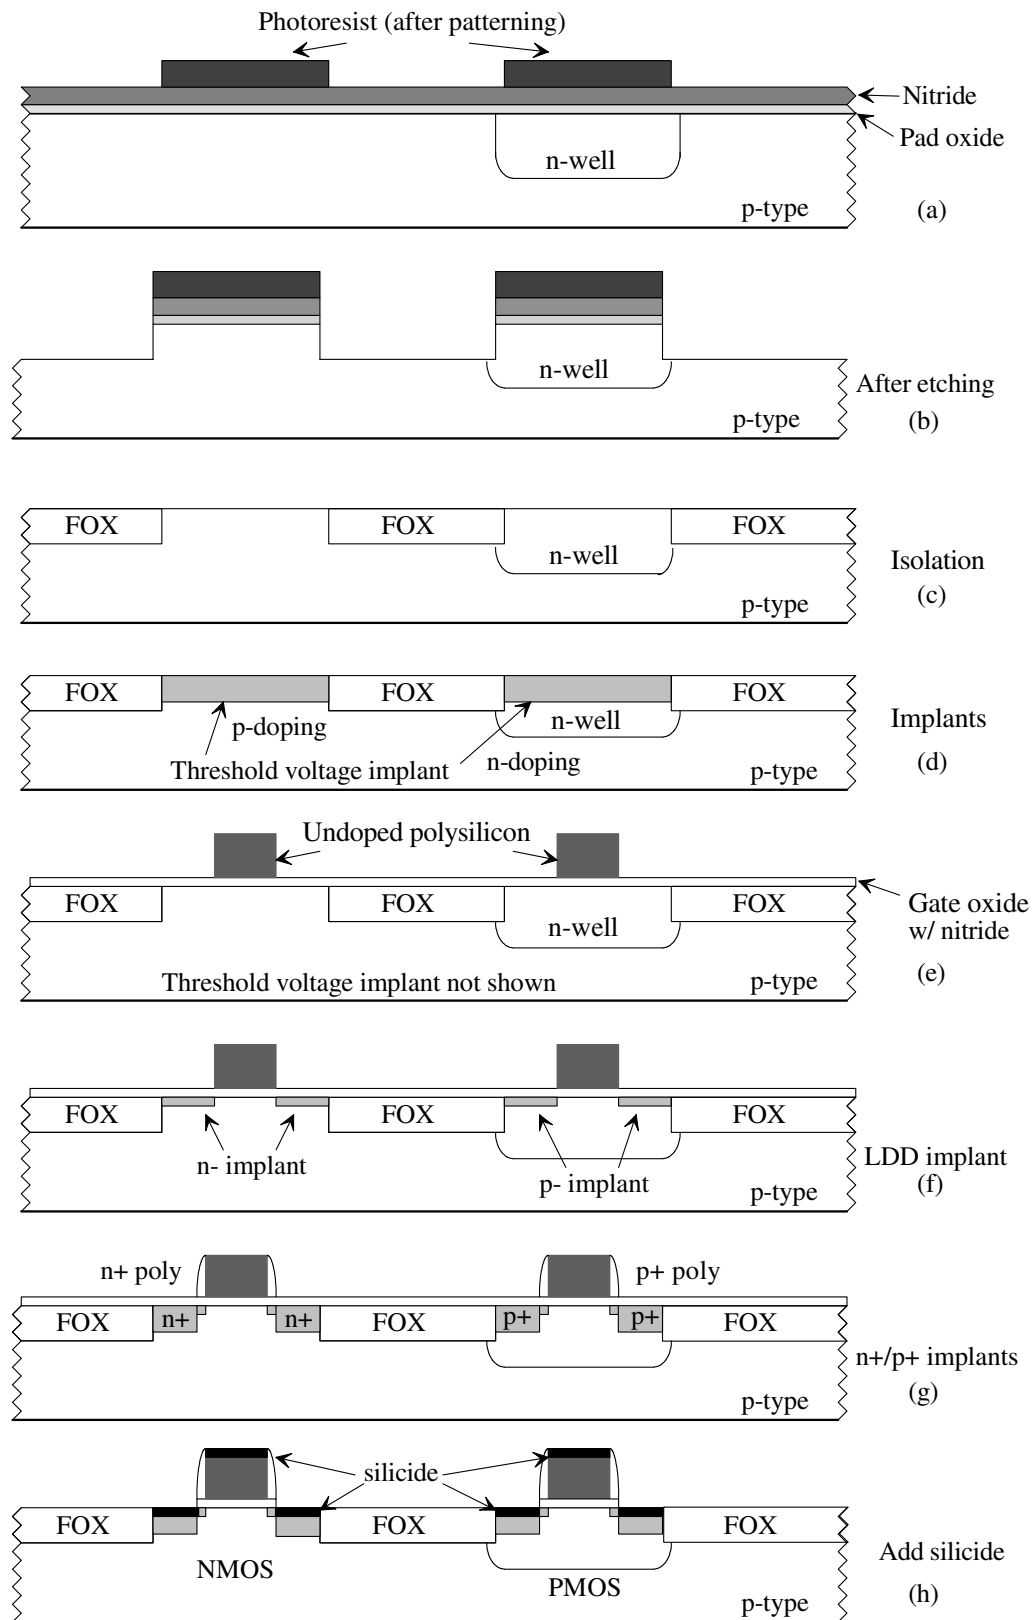 Photoresist (after patterning)
Nitride
Pad oxide
n-well
p-type
(a)
n-well
After etching
p-type
(b)
FOX
FOX
FOX
n-well
Isolation
p-type
(c)
FOX
FOX
FOX
p-doping
n-well
Implants
Threshold voltage implant
n-doping
p-type
(d)
Undoped polysilicon
FOX
FOX
FOX
Gate oxide
w/ nitride
n-well
Threshold voltage implant not shown
p-type
(e)
FOX
FOX
FOX
n- implant
p- implant
LDD implant
p-type
(f)
n+ poly
p+ poly
FOX
n+
n+
FOX
p+
p+
FOX
n+/p+ implants
p-type
(g)
silicide
FOX
FOX
FOX
NMOS
PMOS
Add silicide
p-type
(h)